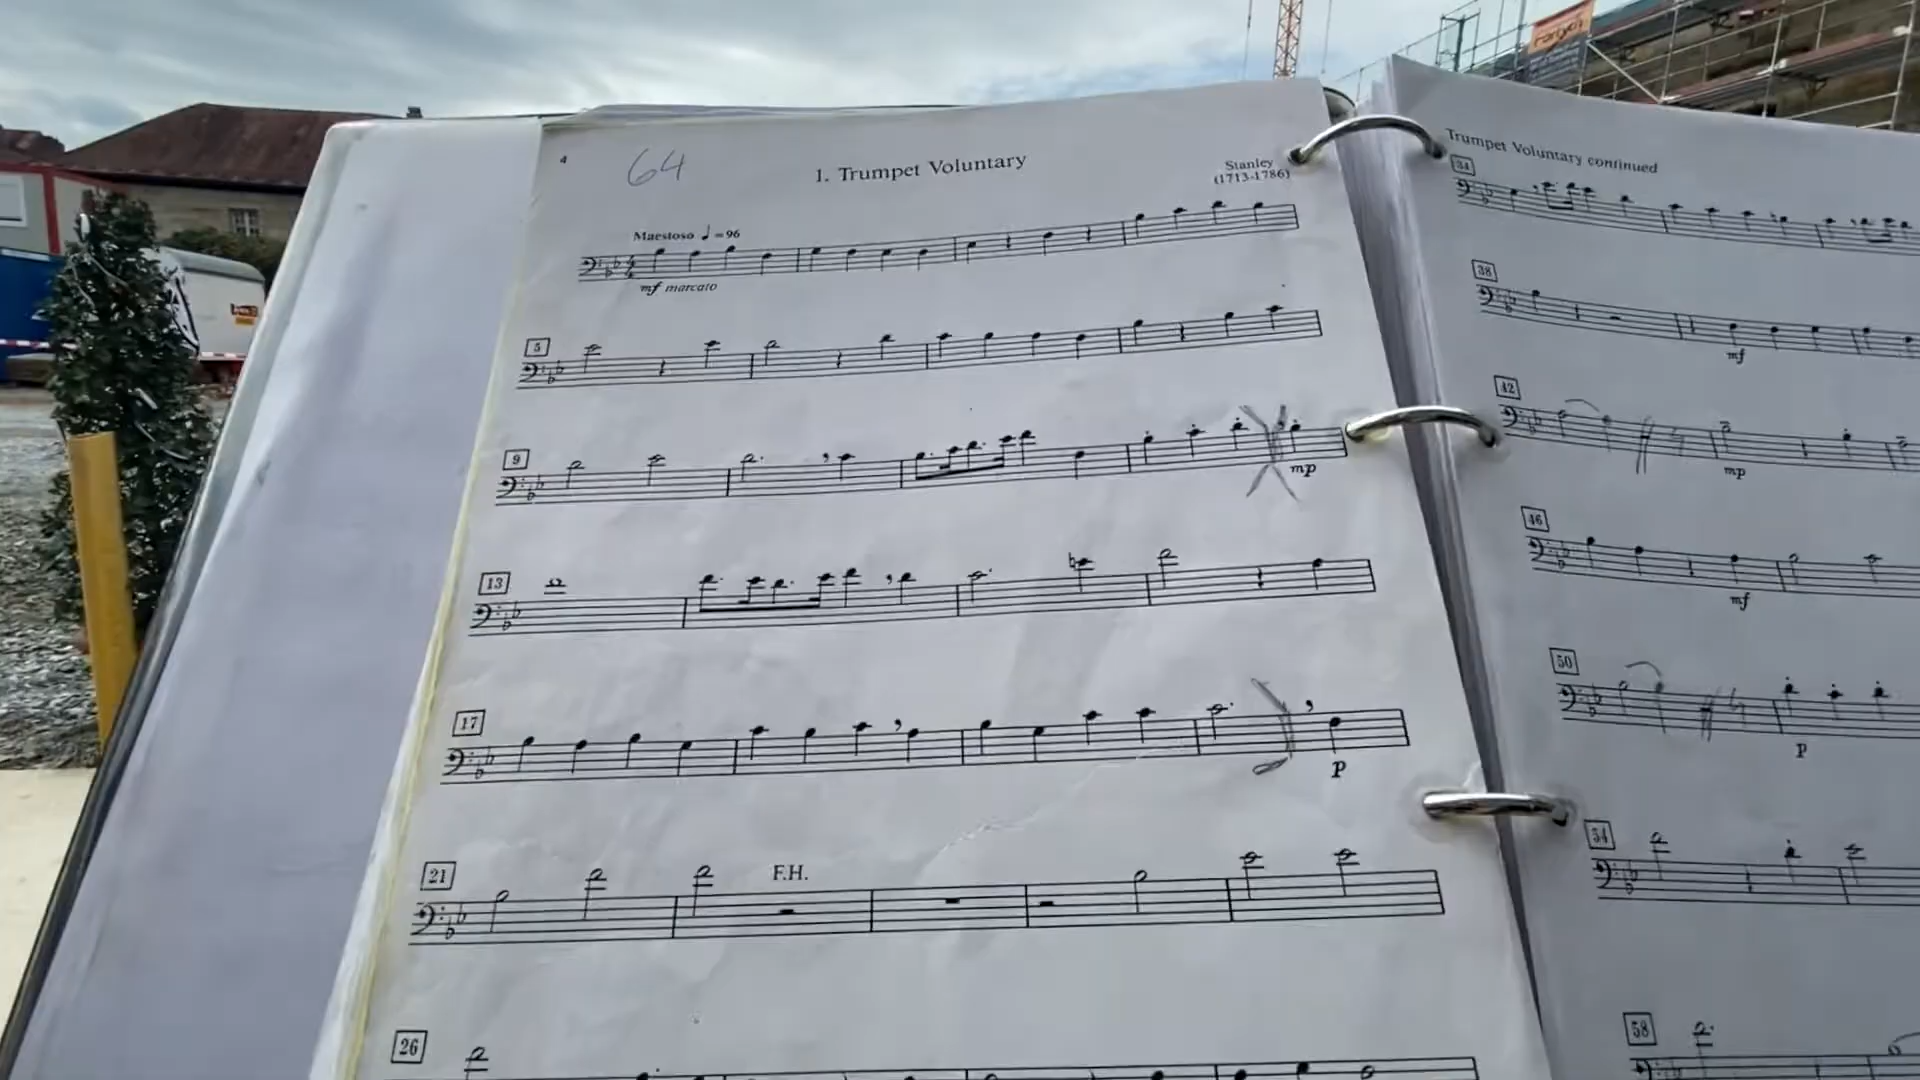 4
64
1. Trumpet Voluntary
Stanley
(1713-1786)
Maestoso ♩=96
mf marcato
5
9
mp
13
17
p
21
F.H.
26
Trumpet Voluntary continued
34
38
mf
42
mp
46
mf
50
p
54
58